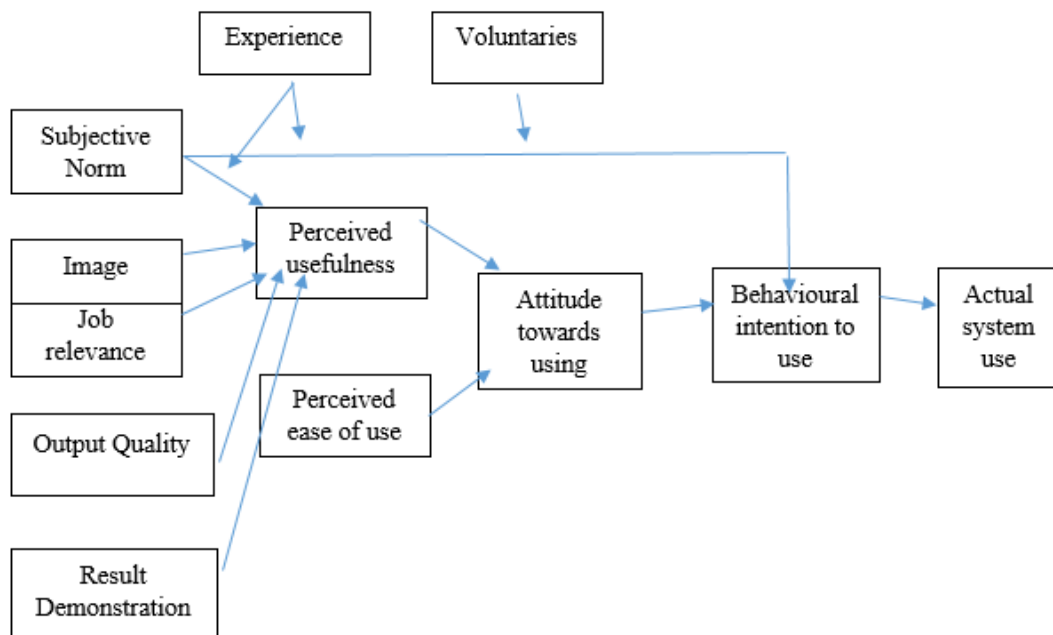 Experience
Voluntaries
Subjective
Norm
Perceived
usefulness
Image
Job
relevance
Attitude
towards
using
Behavioural
intention to
use
Actual
system
use
Perceived
ease of use
Output Quality
Result
Demonstration